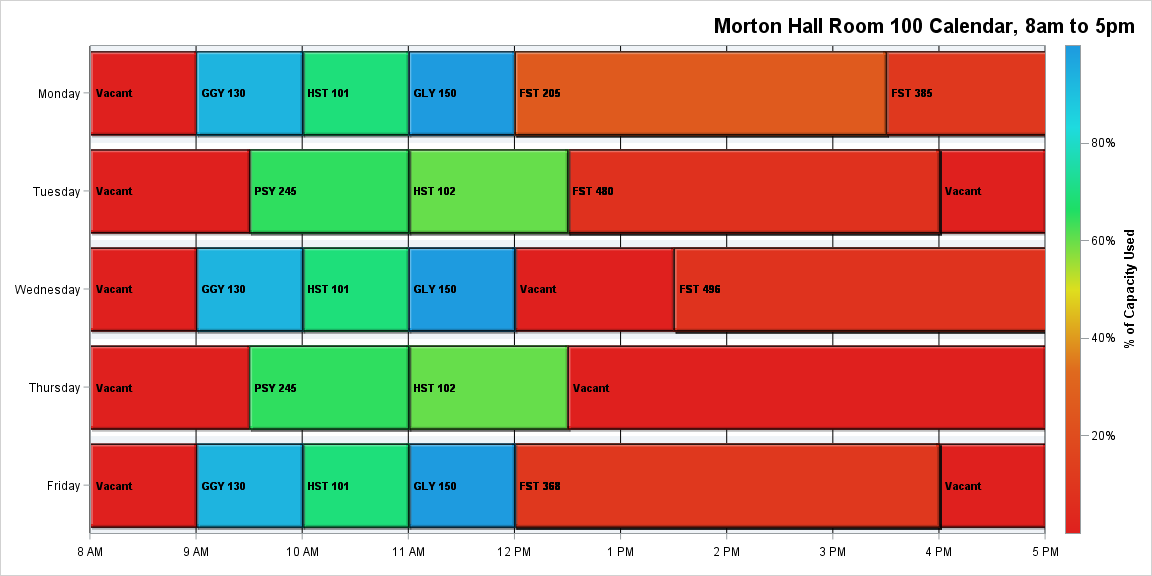 Morton Hall Room 100 Calendar, 8am to 5pm
Monday
Vacant
GGY 130
HST 101
GLY 150
FST 205
FST 385
Tuesday
Vacant
PSY 245
HST 102
FST 480
Vacant
Wednesday
Vacant
GGY 130
HST 101
GLY 150
Vacant
FST 496
Thursday
Vacant
PSY 245
HST 102
Vacant
Friday
Vacant
GGY 130
HST 101
GLY 150
FST 368
Vacant
8 AM
9 AM
10 AM
11 AM
12 PM
1 PM
2 PM
3 PM
4 PM
5 PM
80%
60%
40%
20%
% of Capacity Used